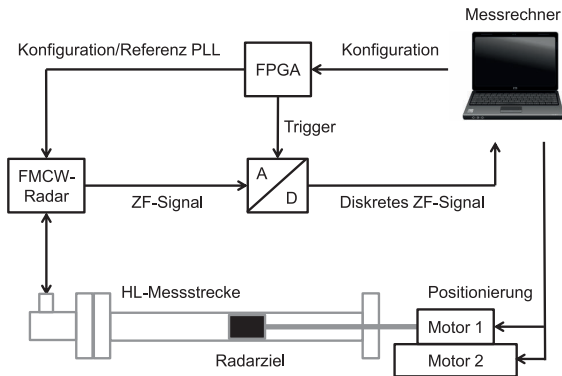 Messrechner
Konfiguration/Referenz PLL
Konfiguration
FPGA
Trigger
FMCW-
Radar
A
D
ZF-Signal
Diskretes ZF-Signal
HL-Messstrecke
Positionierung
Radarziel
Motor 1
Motor 2